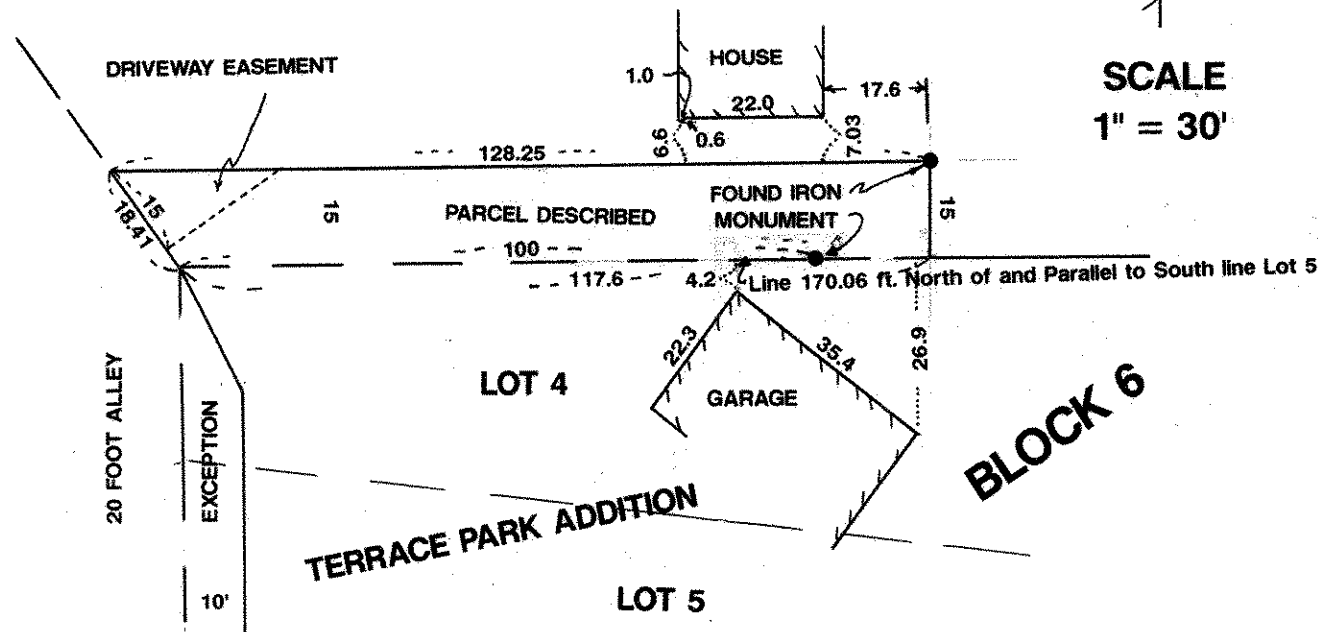 DRIVEWAY EASEMENT
HOUSE
1.0
22.0
17.6
SCALE
1" = 30'
6.6
0.6
7.03
128.25
15
18.41
15
PARCEL DESCRIBED
FOUND IRON
MONUMENT
15
100
117.6
4.2
Line 170.06 ft. North of and Parallel to South line Lot 5
22.3
35.4
26.9
LOT 4
GARAGE
BLOCK 6
20 FOOT ALLEY
EXCEPTION
TERRACE PARK ADDITION
10'
LOT 5